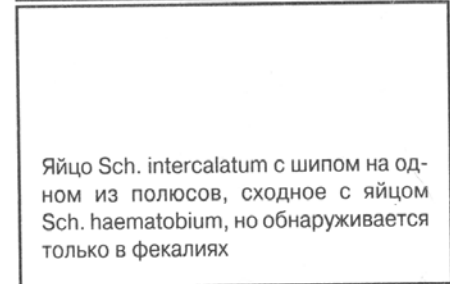 Яйцо Sch. intercalatum с шипом на од-
ном из полюсов, сходное с яйцом
Sch. haematobium, но обнаруживается
только в фекалиях